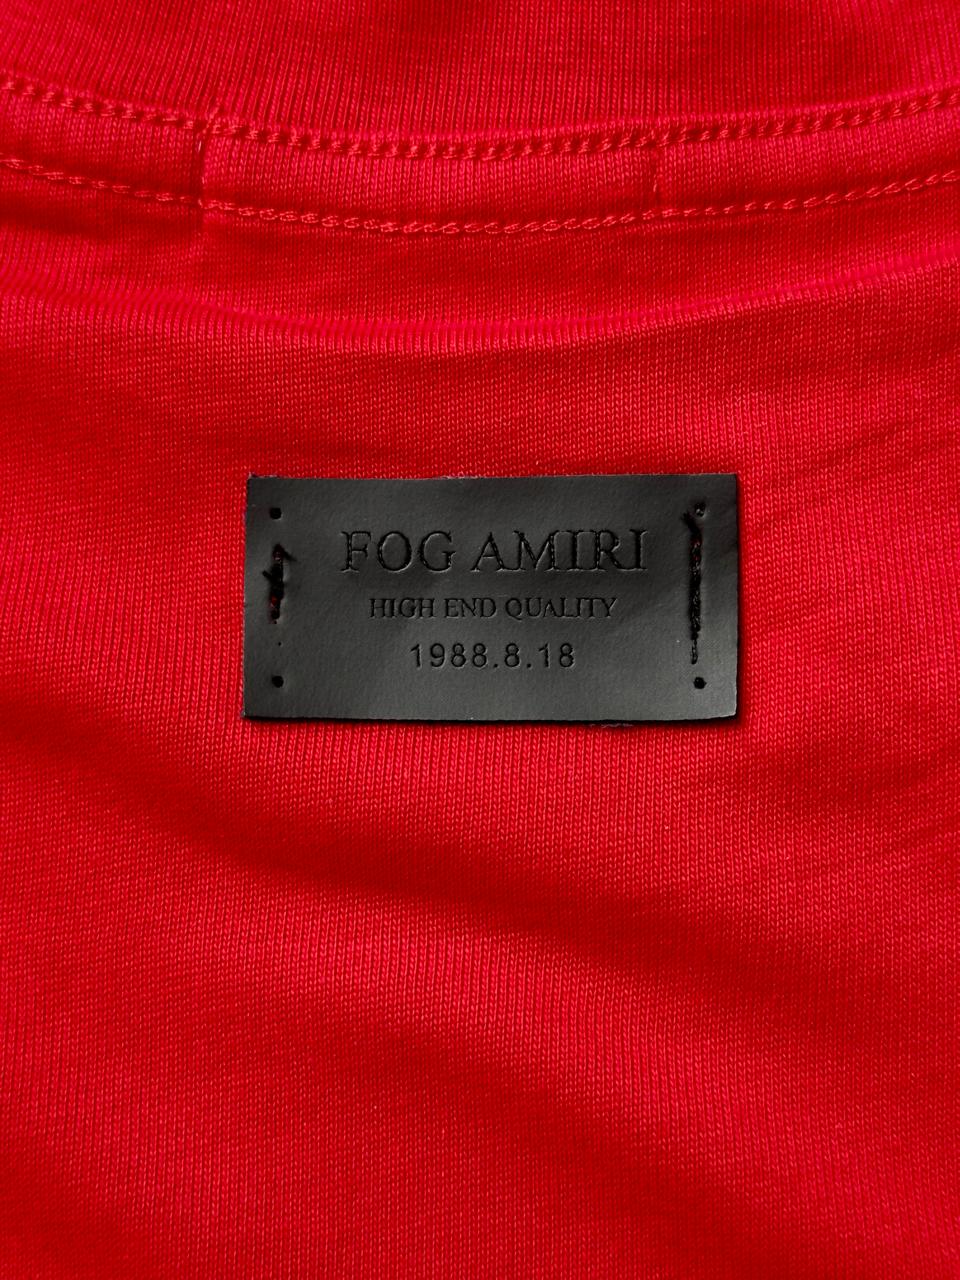 FOG AMIRI
HIGH END QUALITY
1988.8.18